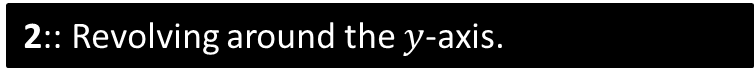 2:: Revolving around the 𝑦-axis.